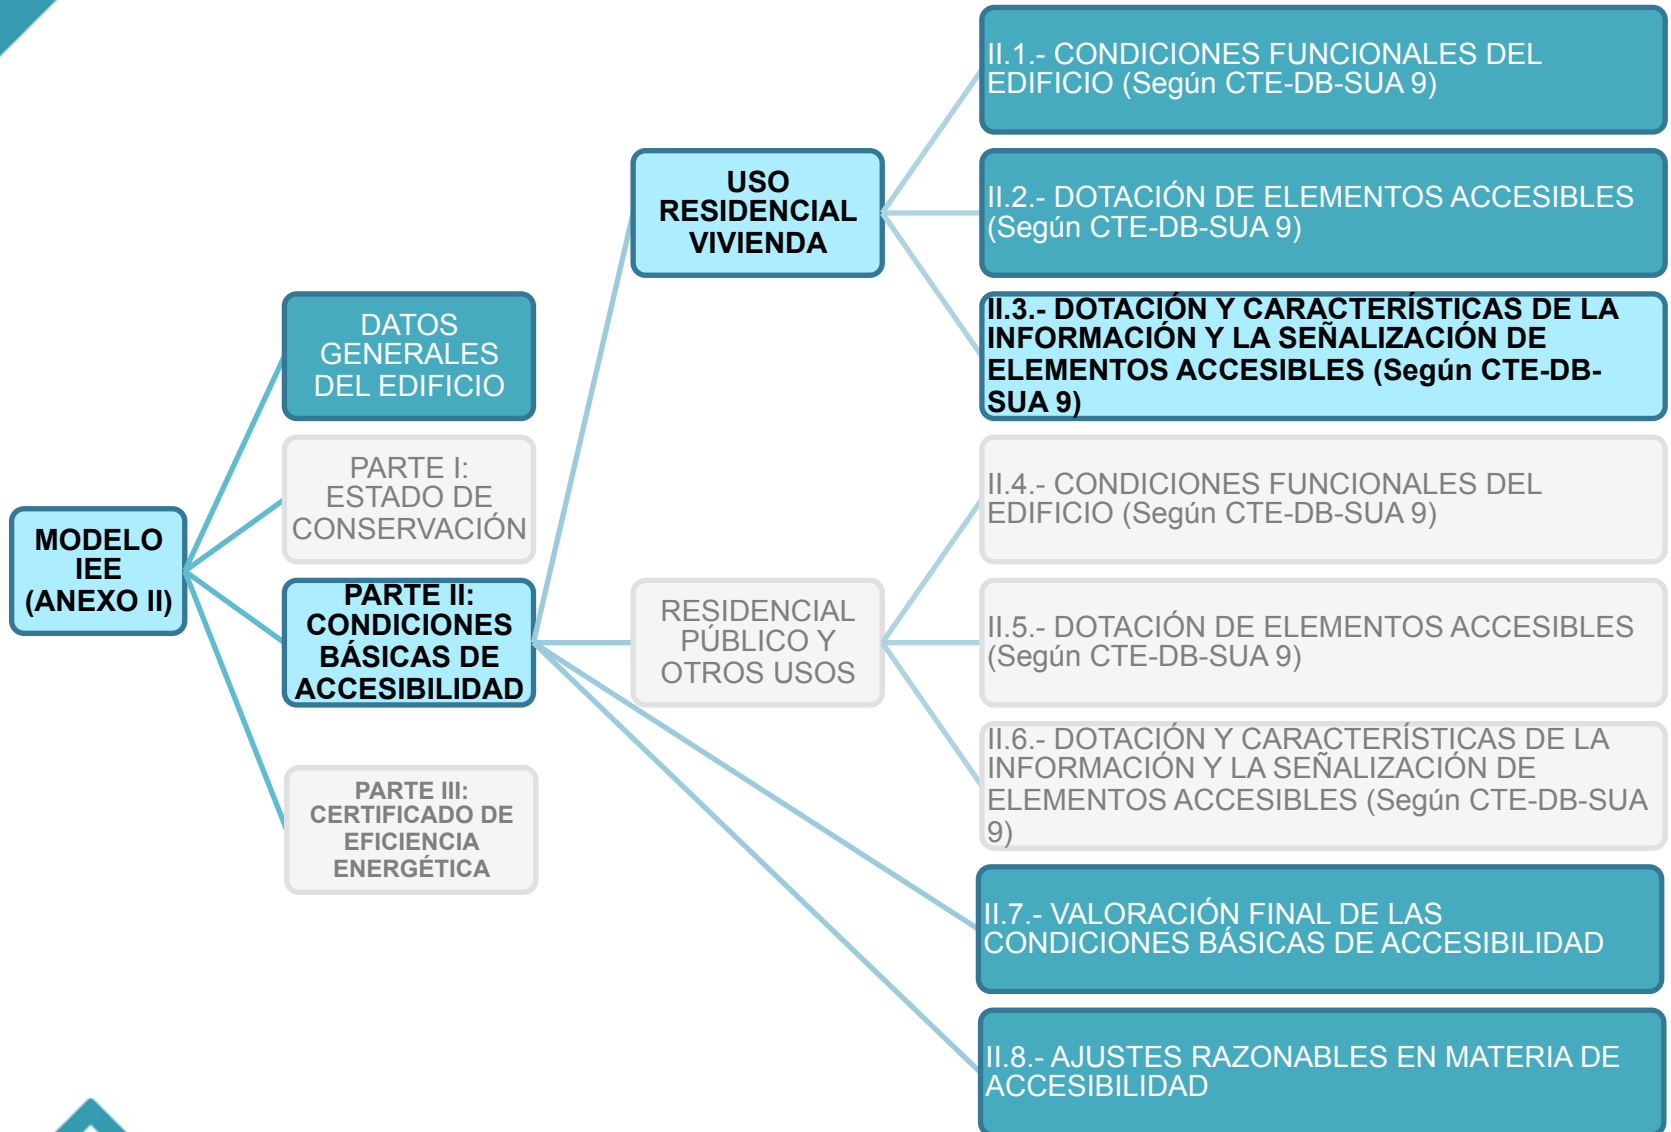 MODELO
IEE
(ANEXO II)
DATOS
GENERALES
DEL EDIFICIO
PARTE I:
ESTADO DE
CONSERVACIÓN
PARTE II:
CONDICIONES
BÁSICAS DE
ACCESIBILIDAD
PARTE III:
CERTIFICADO DE
EFICIENCIA
ENERGÉTICA
USO
RESIDENCIAL
VIVIENDA
RESIDENCIAL
PÚBLICO Y
OTROS USOS
II.1.- CONDICIONES FUNCIONALES DEL
EDIFICIO (Según CTE-DB-SUA 9)
II.2.- DOTACIÓN DE ELEMENTOS ACCESIBLES
(Según CTE-DB-SUA 9)
II.3.- DOTACIÓN Y CARACTERÍSTICAS DE LA
INFORMACIÓN Y LA SEÑALIZACIÓN DE
ELEMENTOS ACCESIBLES (Según CTE-DB-
SUA 9)
II.4.- CONDICIONES FUNCIONALES DEL
EDIFICIO (Según CTE-DB-SUA 9)
II.5.- DOTACIÓN DE ELEMENTOS ACCESIBLES
(Según CTE-DB-SUA 9)
II.6.- DOTACIÓN Y CARACTERÍSTICAS DE LA
INFORMACIÓN Y LA SEÑALIZACIÓN DE
ELEMENTOS ACCESIBLES (Según CTE-DB-SUA
9)
II.7.- VALORACIÓN FINAL DE LAS
CONDICIONES BÁSICAS DE ACCESIBILIDAD
II.8.- AJUSTES RAZONABLES EN MATERIA DE
ACCESIBILIDAD